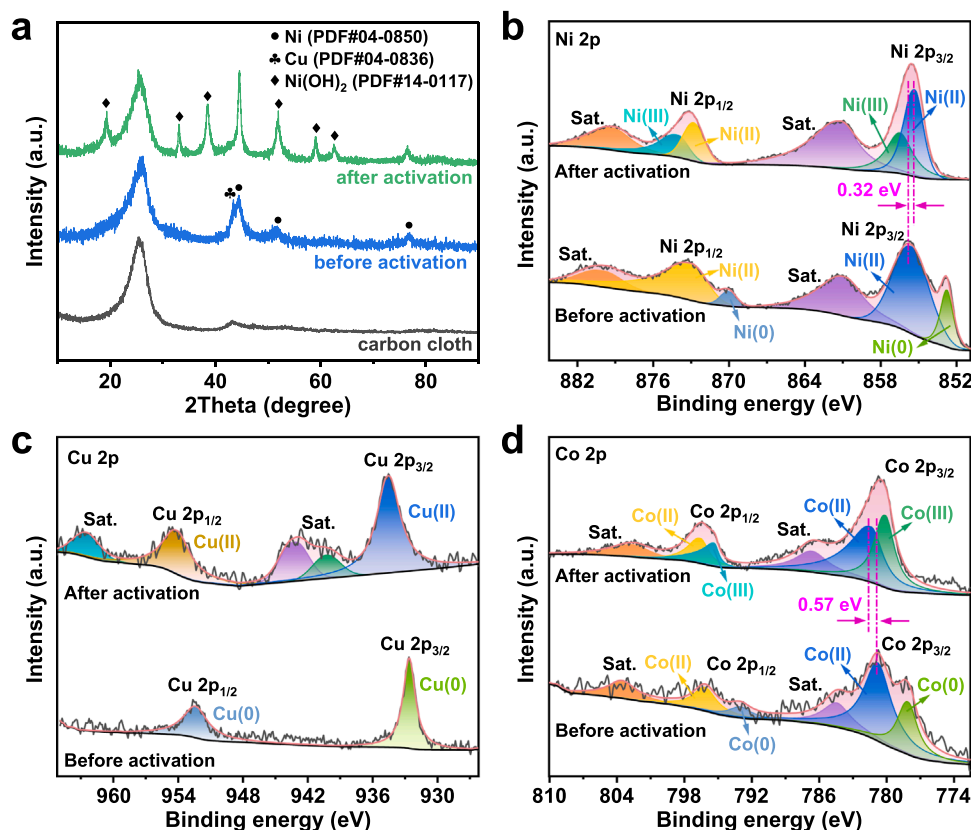 a
● Ni (PDF#04-0850)
♣ Cu (PDF#04-0836)
♦ Ni(OH)2 (PDF#14-0117)
after activation
before activation
carbon cloth
Intensity (a.u.)
20 40 60 80
2Theta (degree)
b
Ni 2p
Ni 2p3/2
Ni 2p1/2
Ni(III)
Ni(II)
Ni(III)
Ni(II)
Sat.
Sat.
After activation
0.32 eV
Ni 2p3/2
Ni 2p1/2
Ni(II)
Sat.
Ni(II)
Sat.
Before activation
Ni(0)
Ni(0)
Intensity (a.u.)
882 876 870 864 858 852
Binding energy (eV)
c
Cu 2p
Cu 2p3/2
Cu(II)
Sat.
Cu 2p1/2
Sat.
Cu(II)
After activation
Cu 2p3/2
Cu(0)
Cu 2p1/2
Cu(0)
Before activation
Intensity (a.u.)
960 954 948 942 936 930
Binding energy (eV)
d
Co 2p
Co 2p3/2
Co(II)
Co(III)
Co(II)
Co 2p1/2
Sat.
Sat.
After activation
Co(III)
0.57 eV
Co(II)
Co 2p3/2
Co(II)
Co 2p1/2
Sat.
Sat.
Co(0)
Co(0)
Before activation
Intensity (a.u.)
810 804 798 792 786 780 774
Binding energy (eV)